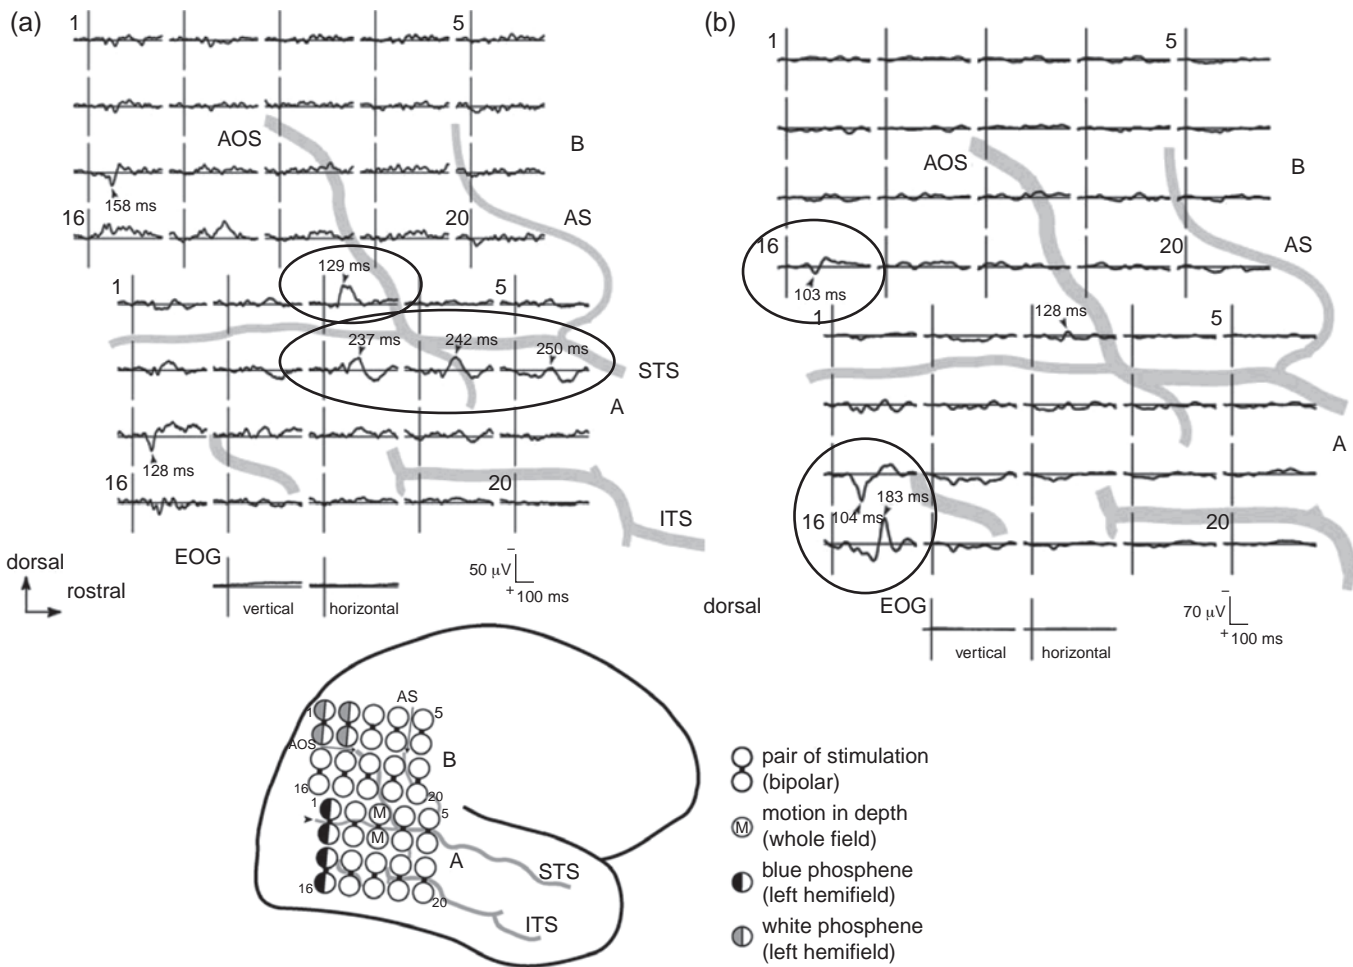 (a)
1
5
AOS
B
158 ms
16
20
AS
129 ms
1
5
237 ms
242 ms
250 ms
STS
A
128 ms
16
20
ITS
EOG
dorsal
rostral
vertical
horizontal
50 μV
−
+
100 ms
(b)
1
5
AOS
B
16
20
AS
103 ms
1
128 ms
5
STS
A
183 ms
104 ms
16
20
dorsal
EOG
vertical
horizontal
70 μV
−
+
100 ms
AS
1
5
AOS
B
16
20
1
M
5
M
A
16
20
STS
ITS
pair of stimulation
(bipolar)
M
motion in depth
(whole field)
blue phosphene
(left hemifield)
white phosphene
(left hemifield)